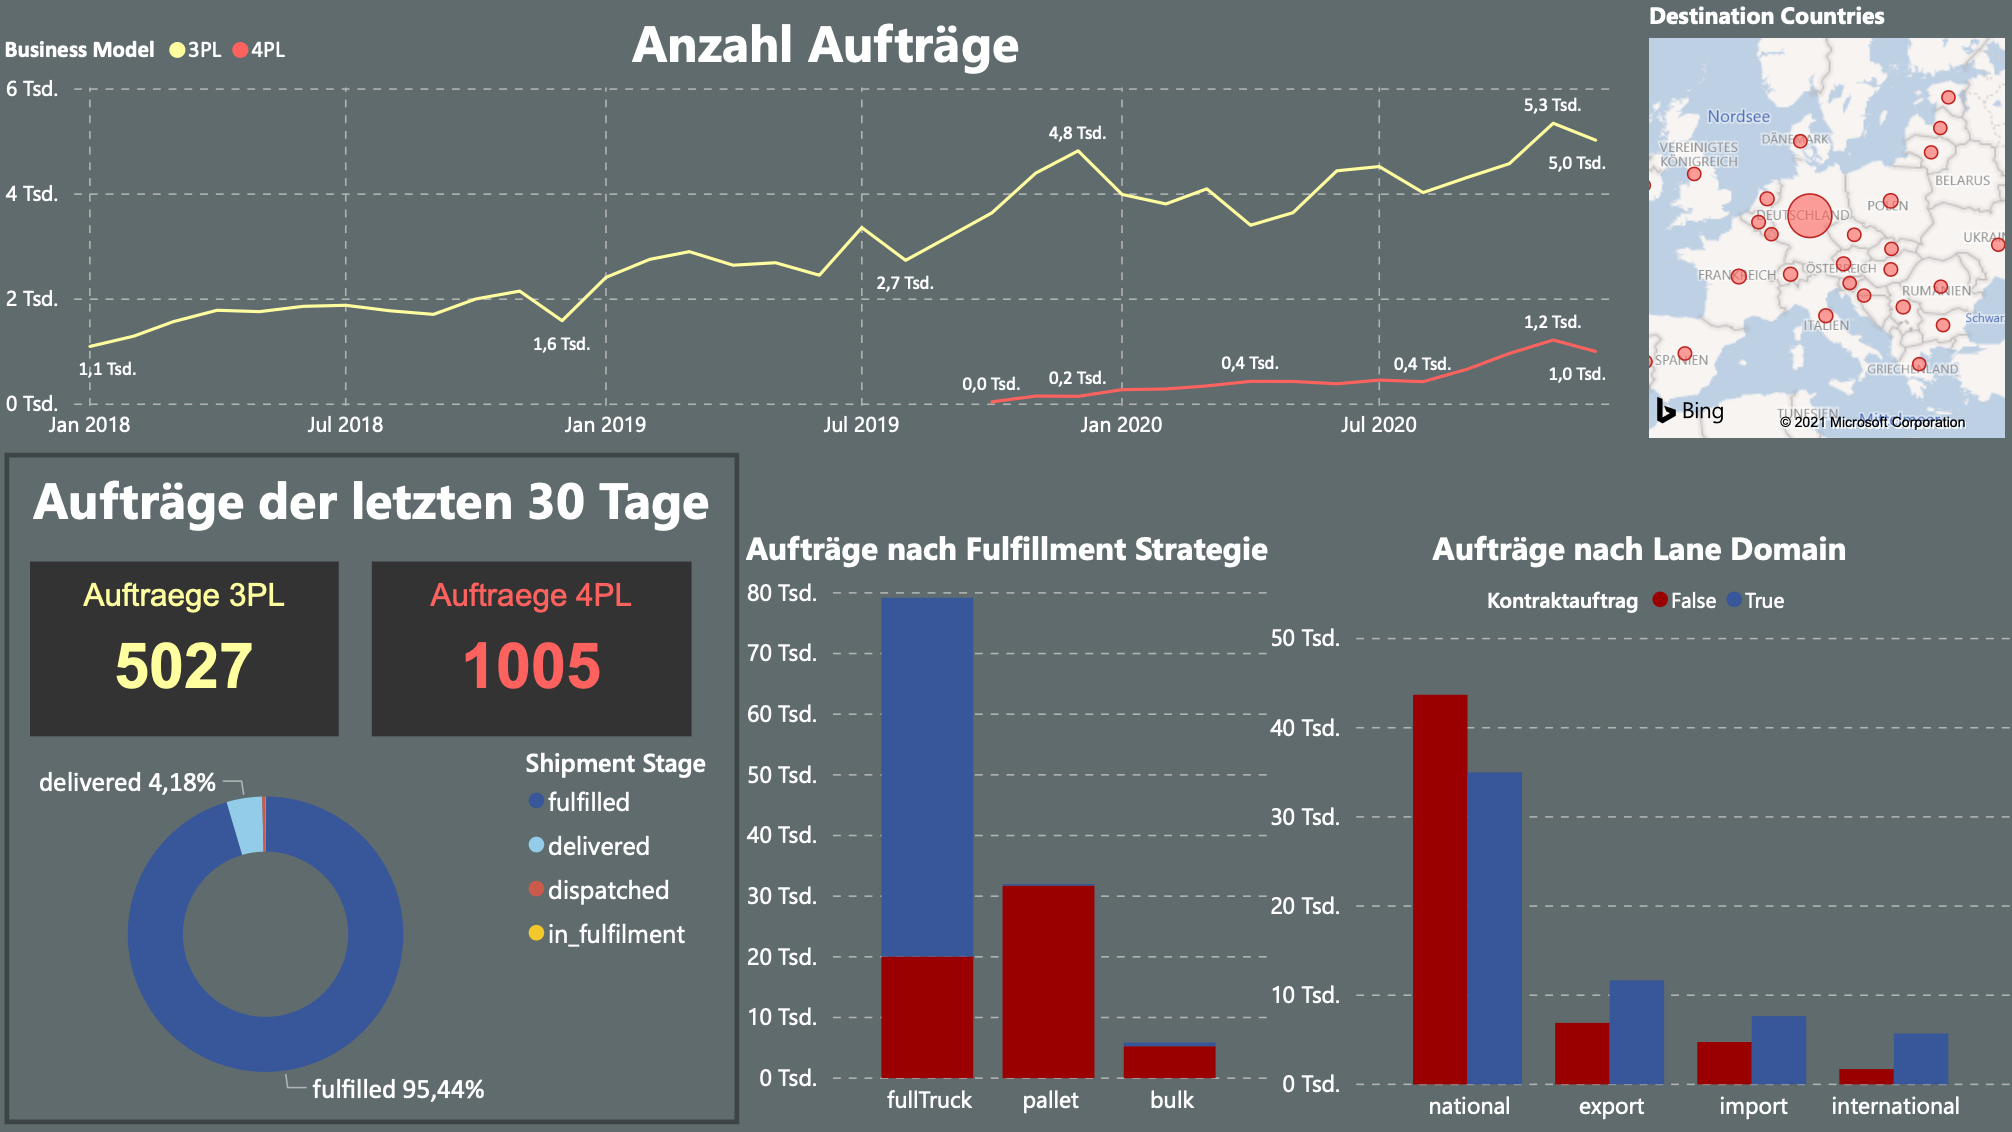 Business Model 3PL 4PL
Anzahl Aufträge
6 Tsd.
4 Tsd.
2 Tsd.
0 Tsd.
1,1 Tsd.
1,6 Tsd.
2,7 Tsd.
4,8 Tsd.
5,3 Tsd.
5,0 Tsd.
0,0 Tsd.
0,2 Tsd.
0,4 Tsd.
0,4 Tsd.
1,2 Tsd.
1,0 Tsd.
Jan 2018
Jul 2018
Jan 2019
Jul 2019
Jan 2020
Jul 2020
Destination Countries
Nordsee
DÄNEMARK
VEREINIGTES
KÖNIGREICH
BELARUS
DEUTSCHLAND
POLEN
UKRAI
FRANKREICH
ÖSTERREICH
RUMÄNIEN
Schwar
ITALIEN
SPANIEN
GRIECHENLAND
Bing
TUNESIEN
Mittelmeer
© 2021 Microsoft Corporation
Aufträge der letzten 30 Tage
Auftraege 3PL
5027
Auftraege 4PL
1005
delivered 4,18%
fulfilled 95,44%
Shipment Stage
fulfilled
delivered
dispatched
in_fulfilment
Aufträge nach Fulfillment Strategie
80 Tsd.
70 Tsd.
60 Tsd.
50 Tsd.
40 Tsd.
30 Tsd.
20 Tsd.
10 Tsd.
0 Tsd.
fullTruck
pallet
bulk
Aufträge nach Lane Domain
Kontraktauftrag False True
50 Tsd.
40 Tsd.
30 Tsd.
20 Tsd.
10 Tsd.
0 Tsd.
national
export
import
international